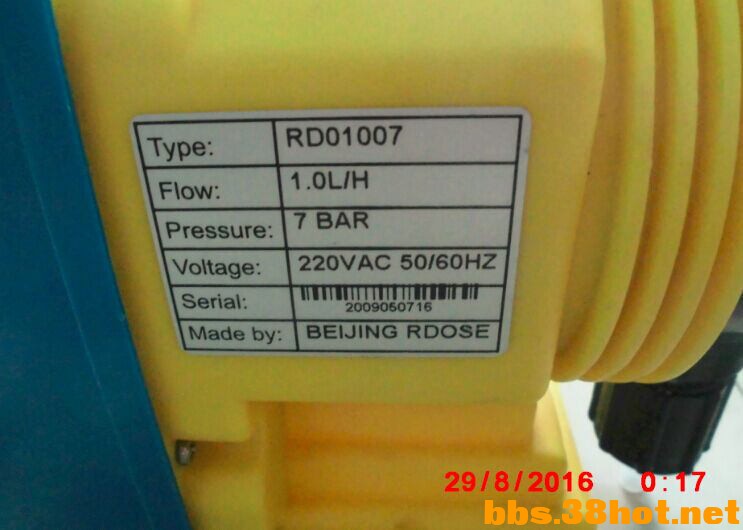 Type: RD01007
Flow: 1.0L/H
Pressure: 7 BAR
Voltage: 220VAC 50/60HZ
Serial: 2009050716
Made by: BEIJING RDOSE
29/8/2016 0:17
bbs.38hot.net